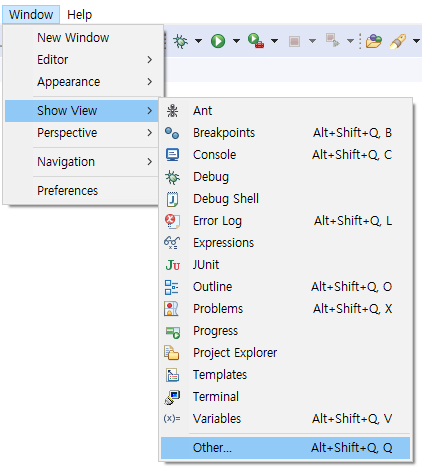 Window Help
New Window
Editor
Appearance
Show View
Perspective
Navigation
Preferences
Ant
Breakpoints Alt+Shift+Q, B
Console Alt+Shift+Q, C
Debug
Debug Shell
Error Log Alt+Shift+Q, L
Expressions
JUnit
Outline Alt+Shift+Q, O
Problems Alt+Shift+Q, X
Progress
Project Explorer
Templates
Terminal
Variables Alt+Shift+Q, V
Other... Alt+Shift+Q, Q